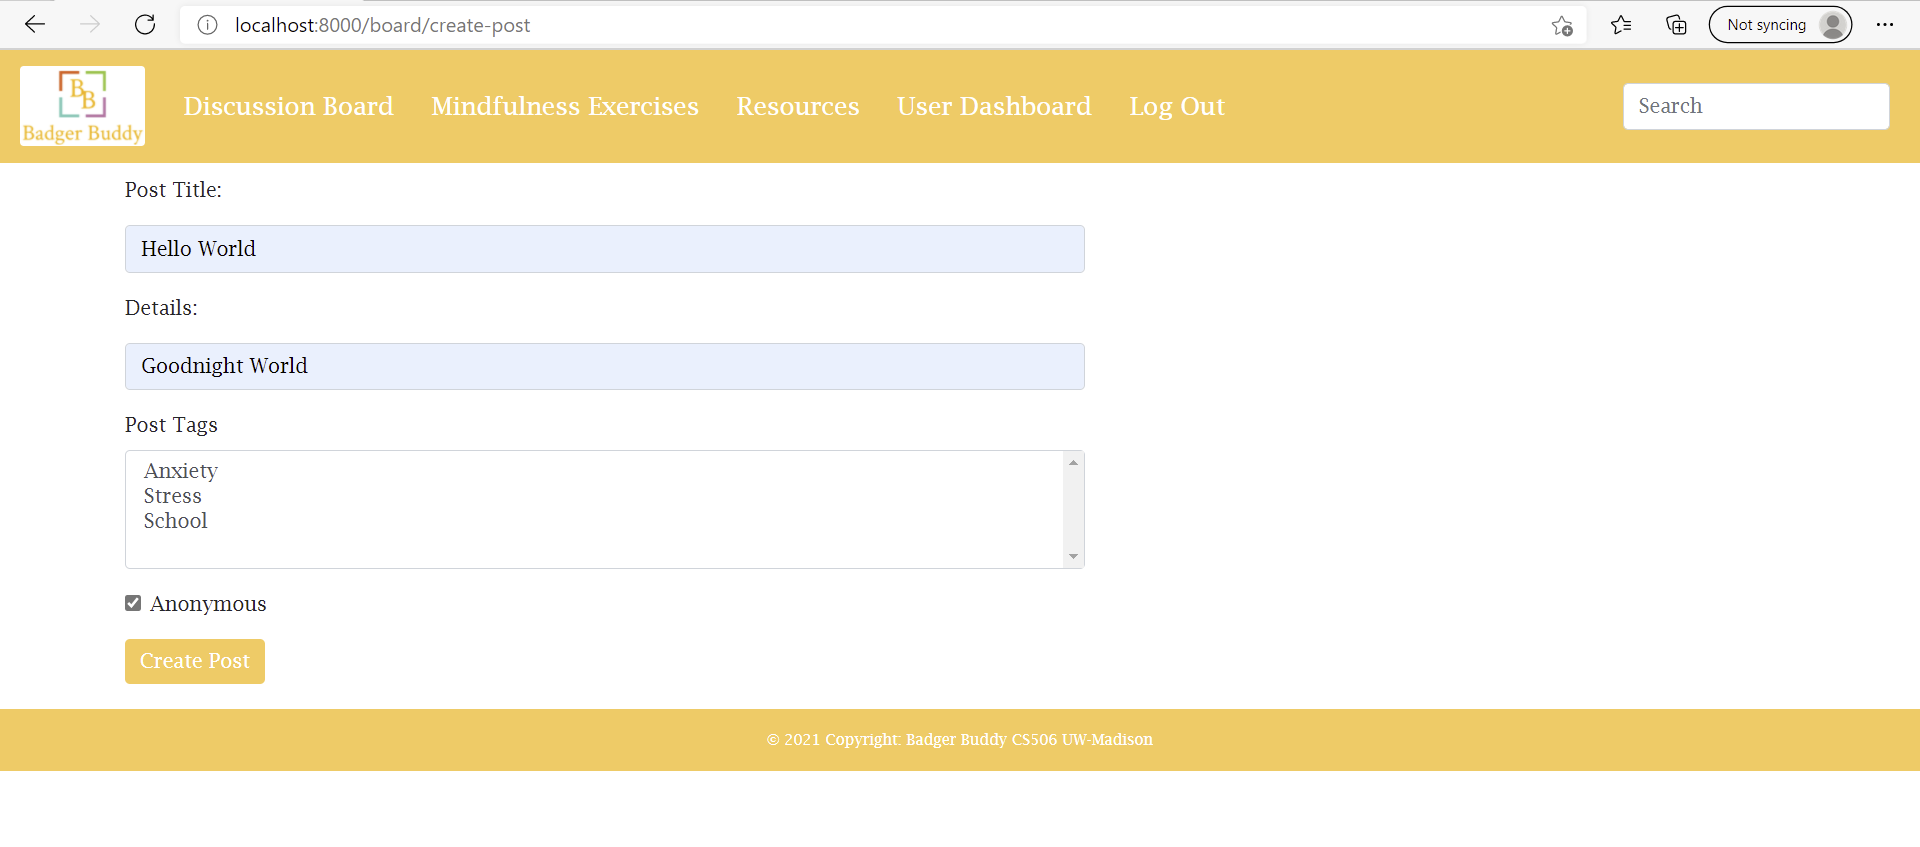 localhost:8000/board/create-post
Not syncing
BB
Badger Buddy
Discussion Board Mindfulness Exercises Resources User Dashboard Log Out
Search
Post Title:
Hello World
Details:
Goodnight World
Post Tags
Anxiety
Stress
School
Anonymous
Create Post
© 2021 Copyright: Badger Buddy CS506 UW-Madison